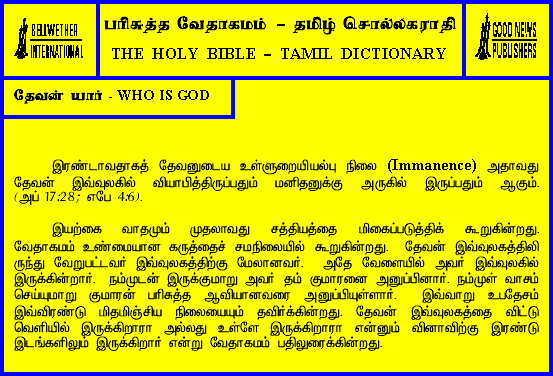 BELLWETHER
INTERNATIONAL
பரிசுத்த வேதாகமம் – தமிழ் சொல்லகராதி
THE HOLY BIBLE – TAMIL DICTIONARY
GOOD NEWS
PUBLISHERS
தேவன் யார் - WHO IS GOD
இரண்டாவதாகத் தேவனுடைய உள்ளுறையியல்பு நிலை (Immanence) அதாவது
தேவன் இவ்வுலகில் வியாபித்திருப்பதும் மனிதனுக்கு அருகில் இருப்பதும் ஆகும்.
(அப் 17:28; எபே 4:6).
இயற்கை வாதமும் முதலாவது சத்தியத்தை மிகைப்படுத்திக் கூறுகின்றது.
வேதாகமம் உண்மையான கருத்தைச் சமநிலையில் கூறுகின்றது. தேவன் இவ்வுலகத்திலி
ருந்து வேறுபட்டவர் இவ்வுலகத்திற்கு மேலானவர். அதே வேளையில் அவர் இவ்வுலகில்
இருக்கின்றார். நம்முடன் இருக்குமாறு அவர் தம் குமாரனை அனுப்பினார். நம்முள் வாசம்
செய்யுமாறு குமாரன் பரிசுத்த ஆவியானவரை அனுப்பியுள்ளார். இவ்வாறு உபதேசம்
இவ்விரண்டு மிதமிஞ்சிய நிலையையும் தவிர்க்கின்றது. தேவன் இவ்வுலகத்தை விட்டு
வெளியில் இருக்கிறாரா அல்லது உள்ளே இருக்கிறாரா என்னும் வினாவிற்கு இரண்டு
இடங்களிலும் இருக்கிறார் என்று வேதாகமம் பதிலுரைக்கின்றது.